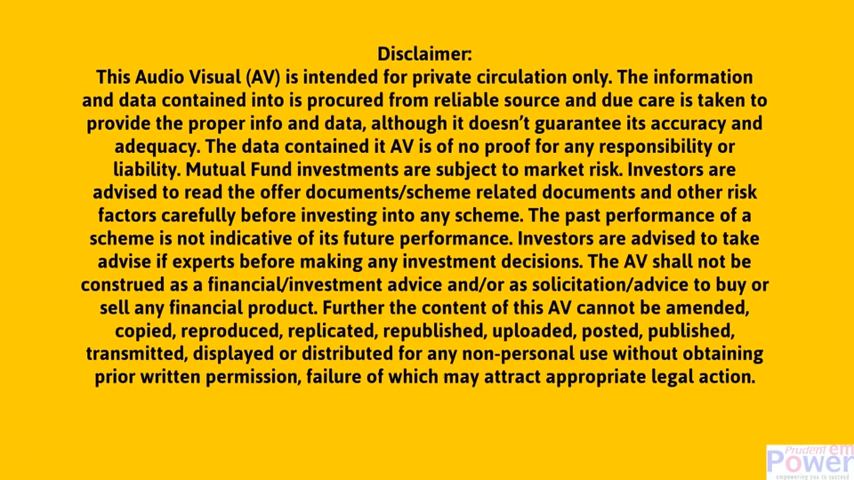 Disclaimer:
This Audio Visual (AV) is intended for private circulation only. The information
and data contained into is procured from reliable source and due care is taken to
provide the proper info and data, although it doesn't guarantee its accuracy and
adequacy. The data contained it AV is of no proof for any responsibility or
liability. Mutual Fund investments are subject to market risk. Investors are
advised to read the offer documents/scheme related documents and other risk
factors carefully before investing into any scheme. The past performance of a
scheme is not indicative of its future performance. Investors are advised to take
advise if experts before making any investment decisions. The AV shall not be
construed as a financial/investment advice and/or as solicitation/advice to buy or
sell any financial product. Further the content of this AV cannot be amended,
copied, reproduced, replicated, republished, uploaded, posted, published,
transmitted, displayed or distributed for any non-personal use without obtaining
prior written permission, failure of which may attract appropriate legal action.
Prudent em
Power
empowering you to succeed